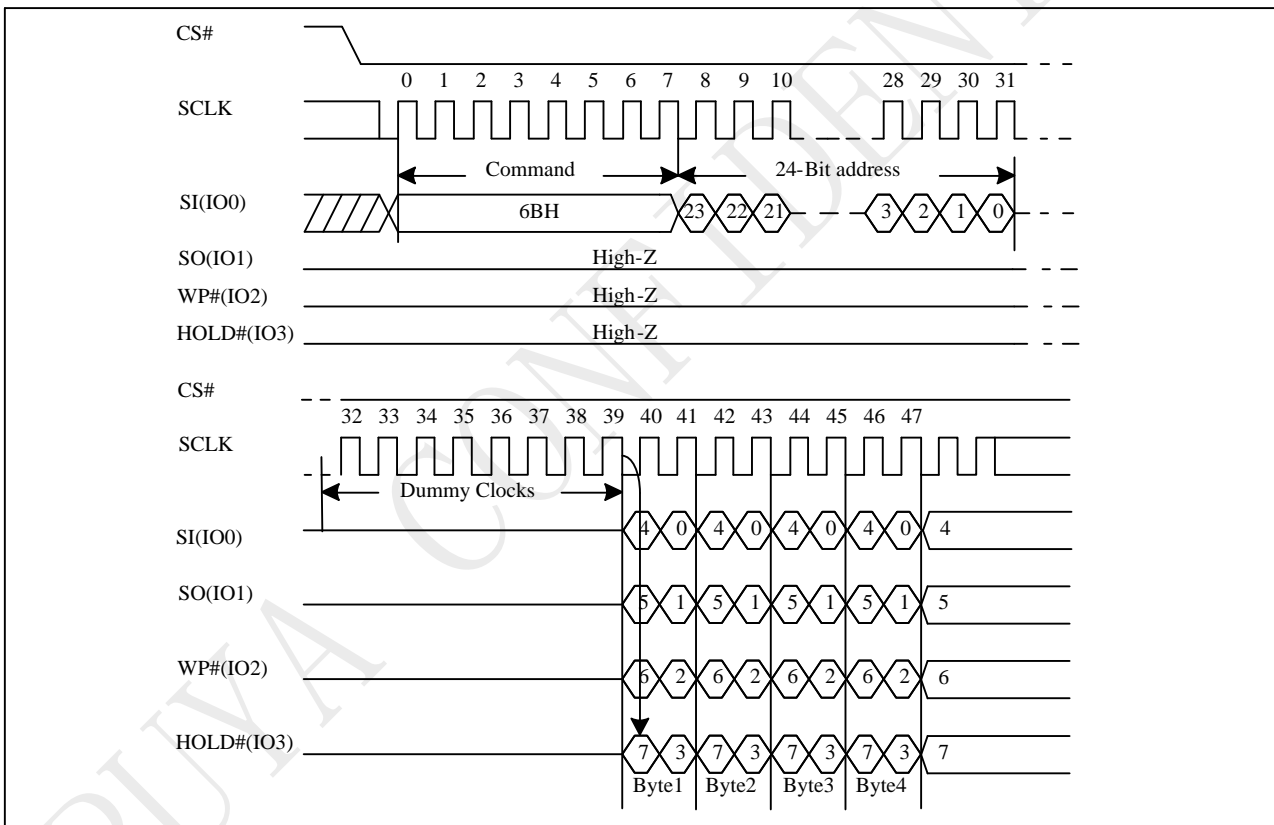 CS#
0 1 2 3 4 5 6 7 8 9 10 28 29 30 31
SCLK
Command 24-Bit address
SI(IO0) 6BH 23 22 21 3 2 1 0
SO(IO1) High-Z
WP#(IO2) High-Z
HOLD#(IO3) High-Z
CS#
32 33 34 35 36 37 38 39 40 41 42 43 44 45 46 47
SCLK
Dummy Clocks
SI(IO0) 4 0 4 0 4 0 4 0 4
SO(IO1) 5 1 5 1 5 1 5 1 5
WP#(IO2) 6 2 6 2 6 2 6 2 6
HOLD#(IO3) 7 3 7 3 7 3 7 3 7
Byte1 Byte2 Byte3 Byte4
PUYA CONFIDEN